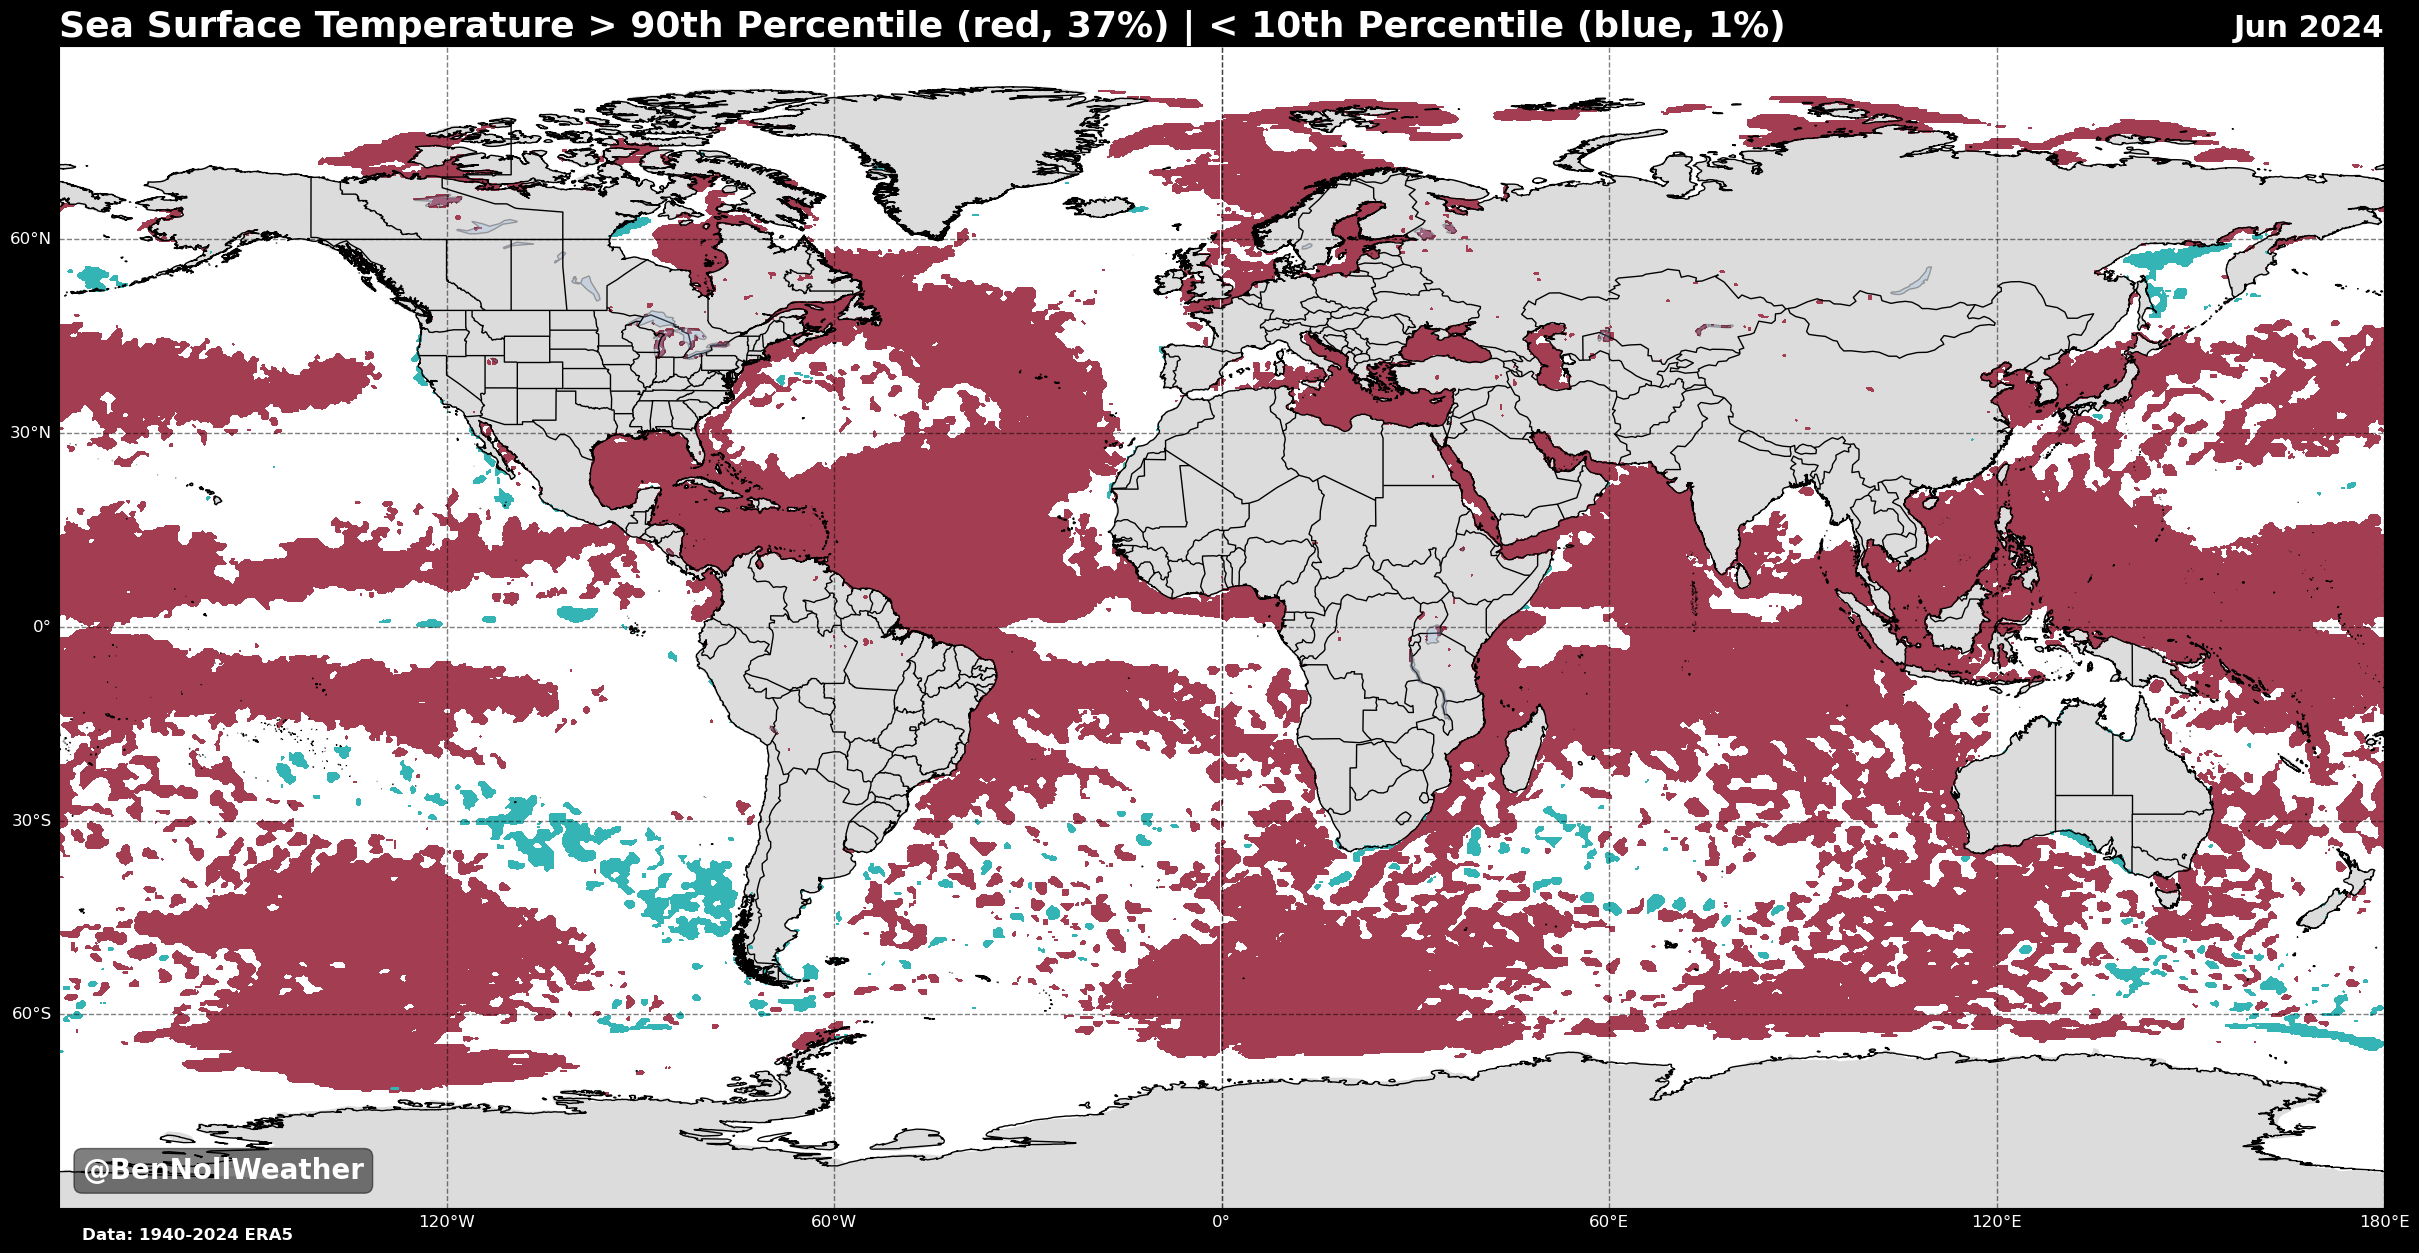 Sea Surface Temperature > 90th Percentile (red, 37%) | < 10th Percentile (blue, 1%)
Jun 2024
60°N
30°N
0°
30°S
60°S
@BenNollWeather
120°W
60°W
0°
60°E
120°E
180°E
Data: 1940-2024 ERA5